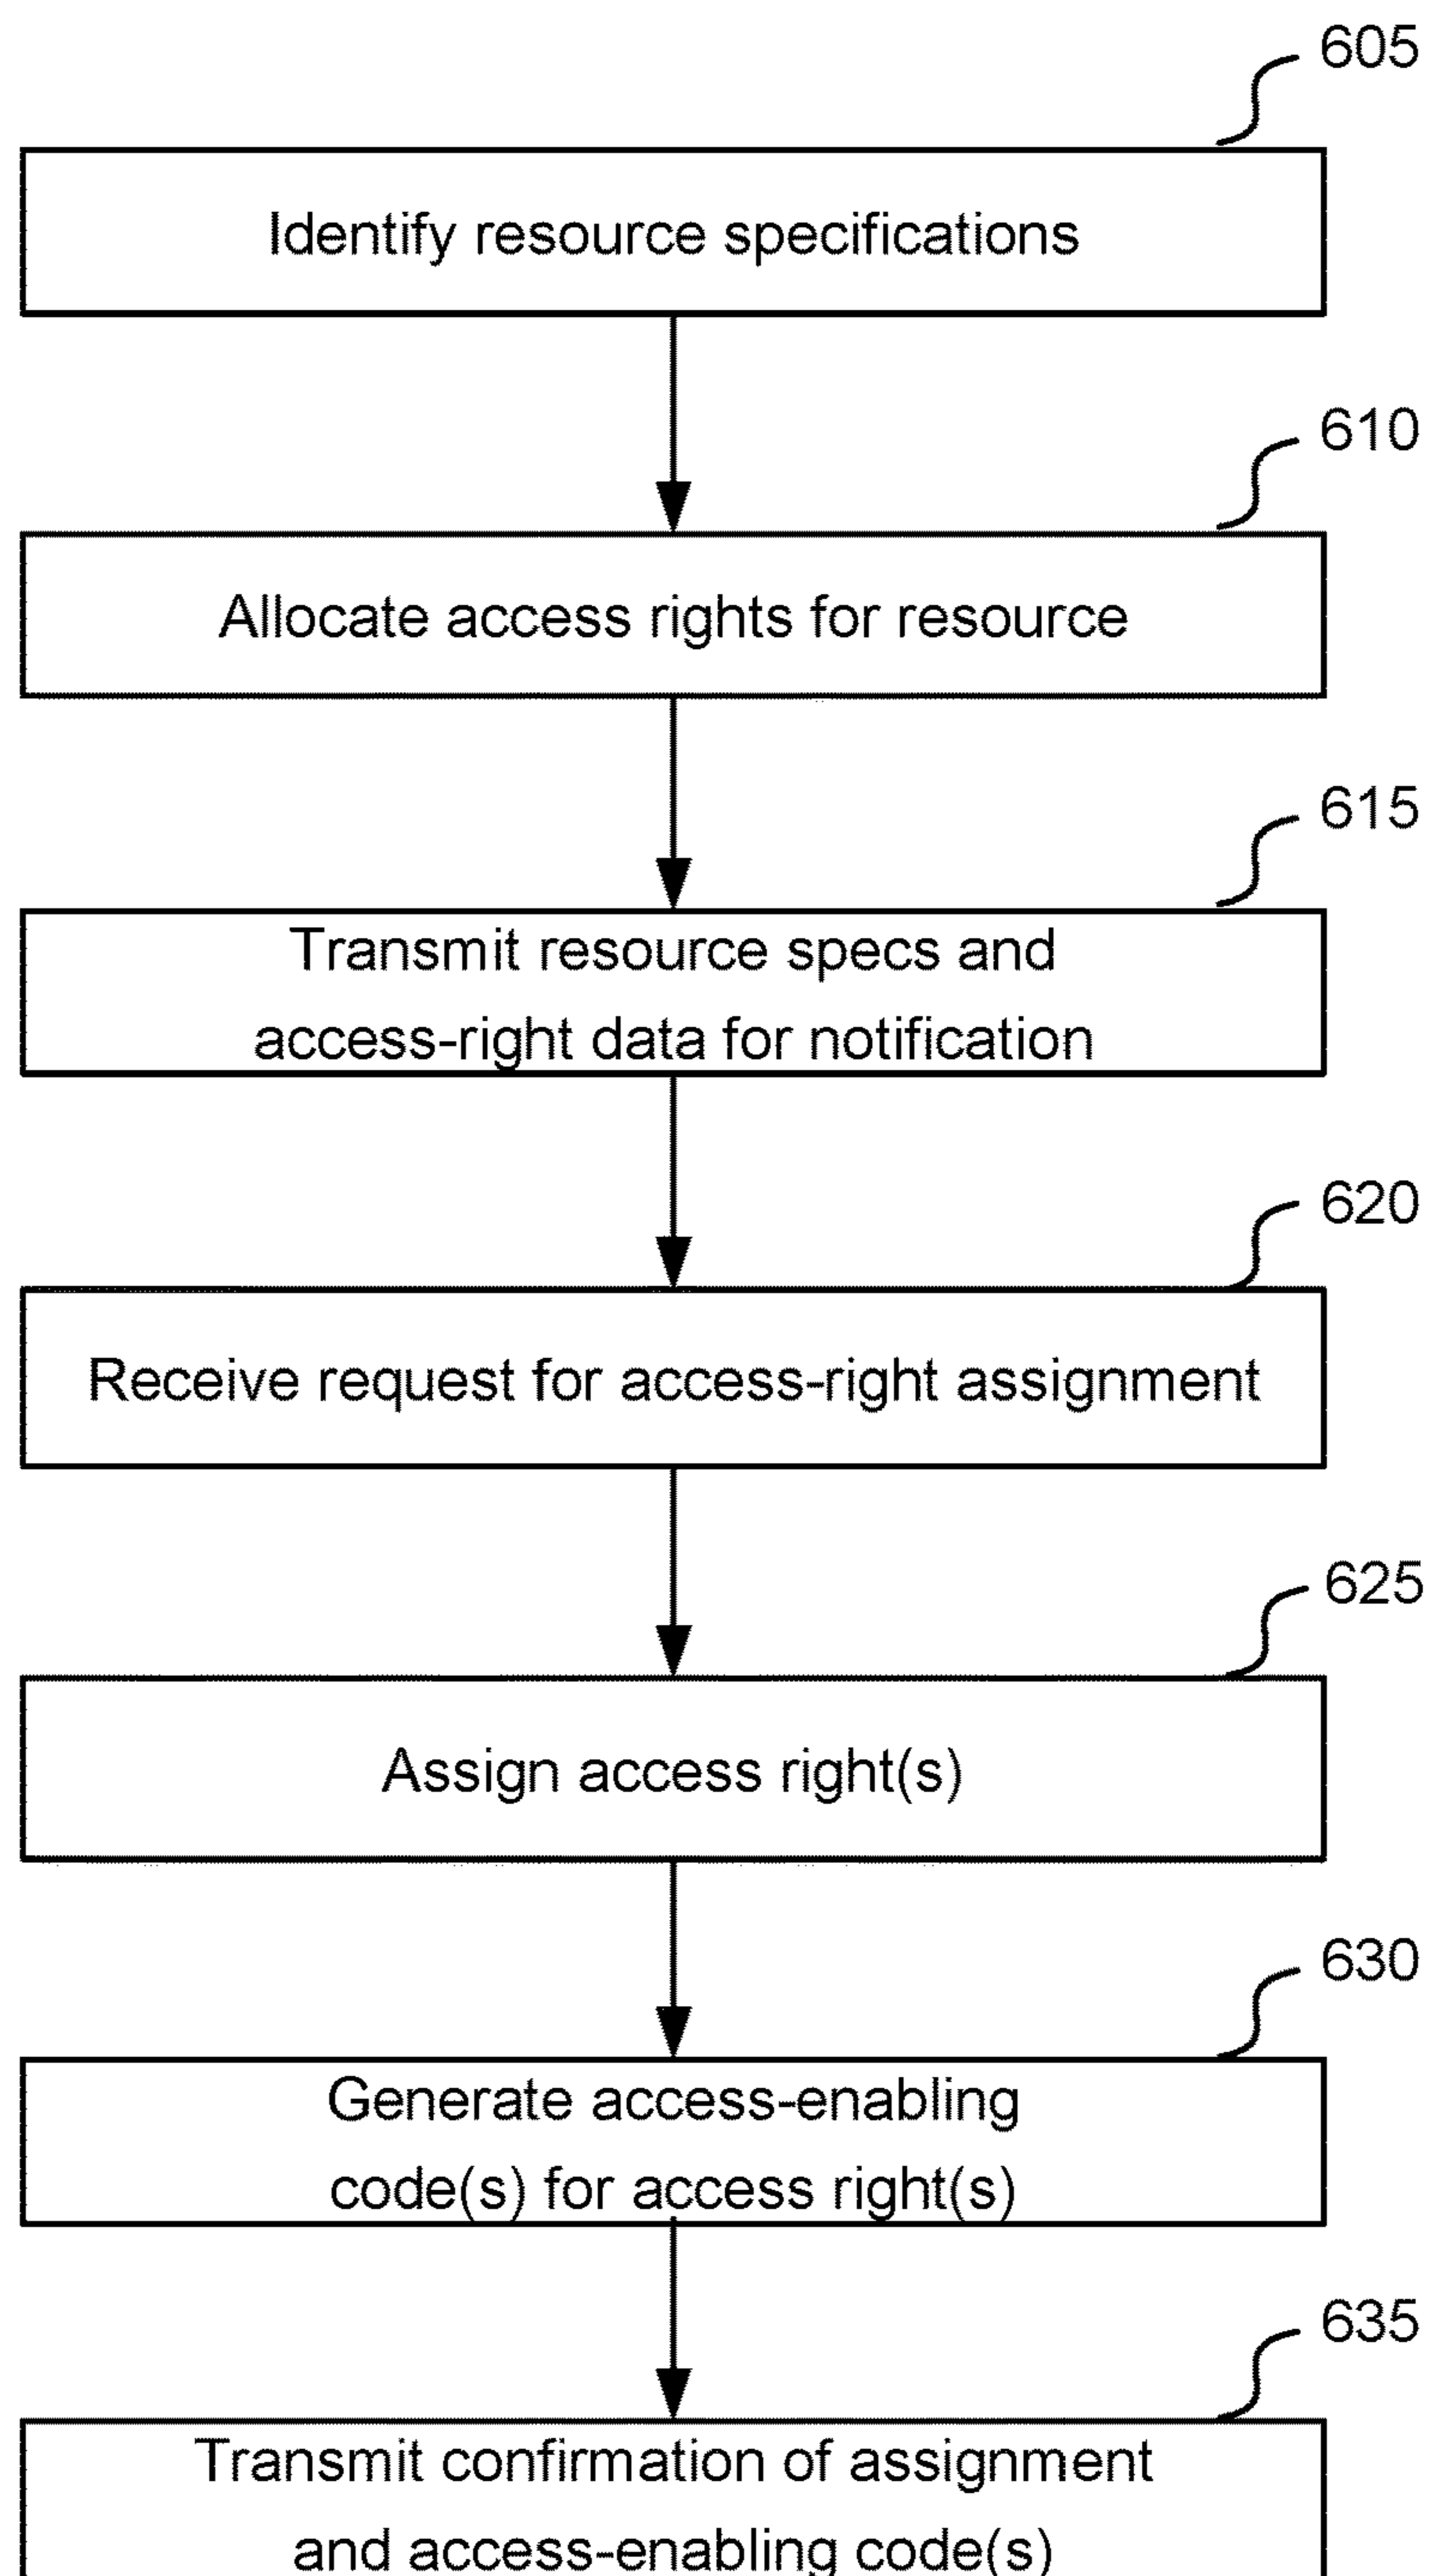 605
Identify resource specifications
610
Allocate access rights for resource
615
Transmit resource specs and
access-right data for notification
620
Receive request for access-right assignment
625
Assign access right(s)
630
Generate access-enabling
code(s) for access right(s)
635
Transmit confirmation of assignment
and access-enabling code(s)